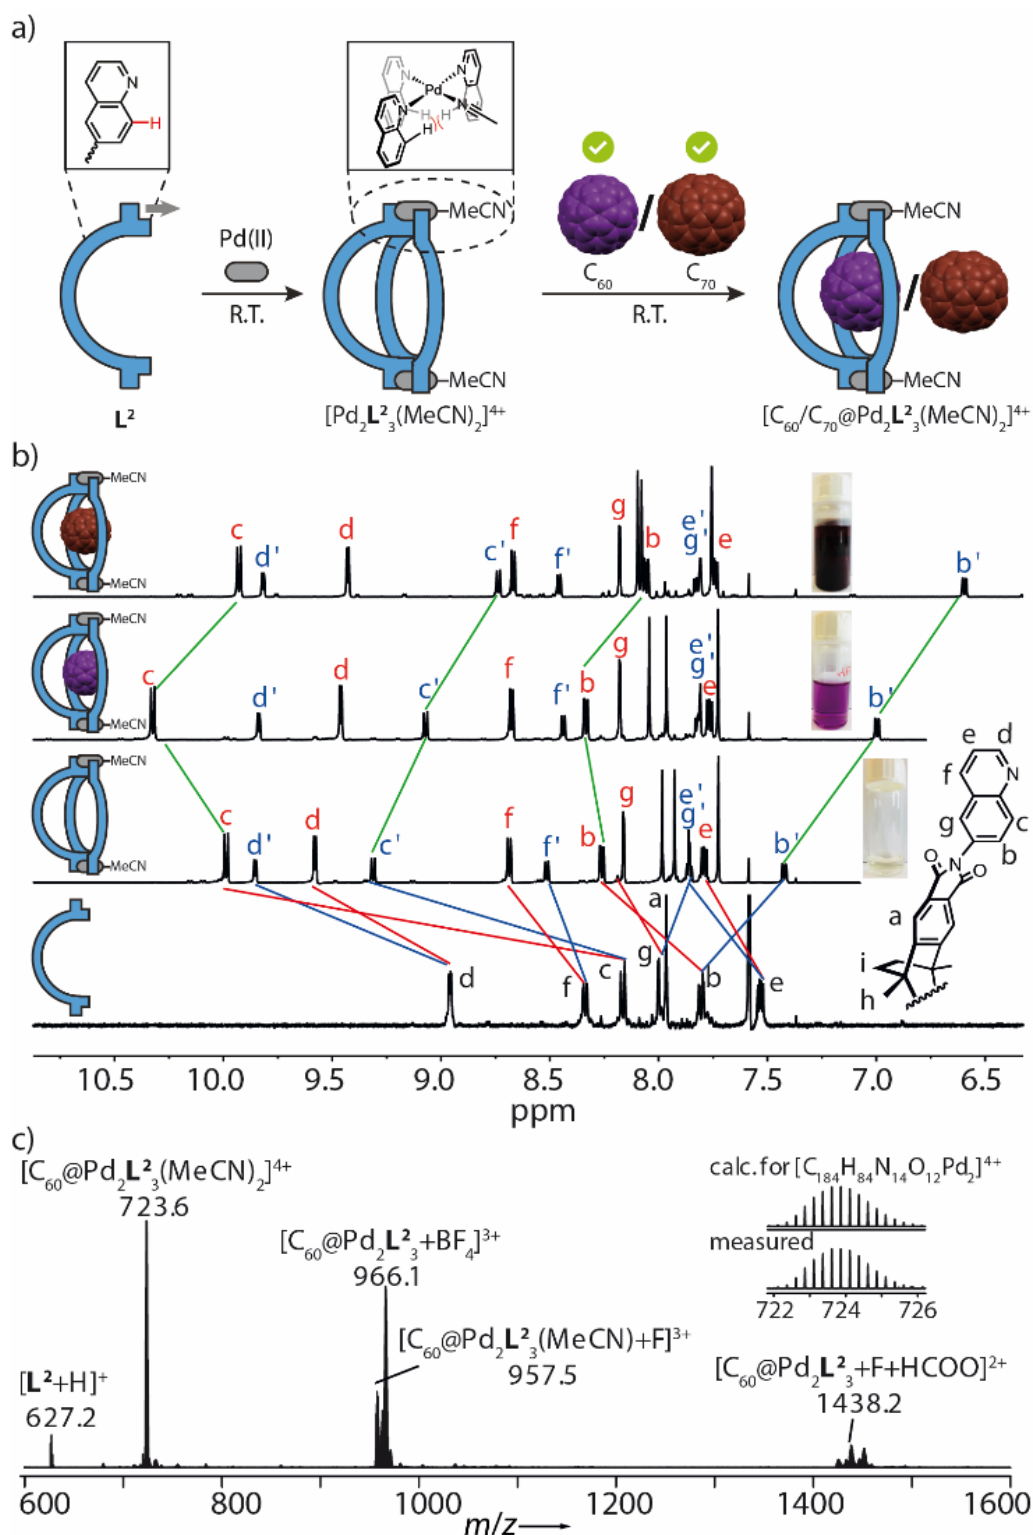 a)
N
H
N
N
Pd
N
N
H
H
MeCN
Pd(II)
R.T.
C60
/
C70
R.T.
MeCN
/
MeCN
MeCN
L2
[Pd2L23(MeCN)2]4+
[C60/C70@Pd2L23(MeCN)2]4+
b)
MeCN
c d' d c' f f' g b e' g' e b'
MeCN
MeCN
c d' d c' f f' b g e' g' e b'
MeCN
MeCN
c d' d c' f f' b g e' g' e b'
MeCN
d f c g a b e
e d
f N
g c
b
O N O
a
i
h
10.5 10.0 9.5 9.0 8.5 8.0 7.5 7.0 6.5
ppm
c)
[C60@Pd2L23(MeCN)2]4+
723.6
calc.for [C184H84N14O12Pd2]4+
measured
722 724 726
[C60@Pd2L23+BF4]3+
966.1
[C60@Pd2L23(MeCN)+F]3+
957.5
[C60@Pd2L23+F+HCOO]2+
1438.2
[L2+H]+
627.2
600 800 1000 1200 1400 1600
m/z